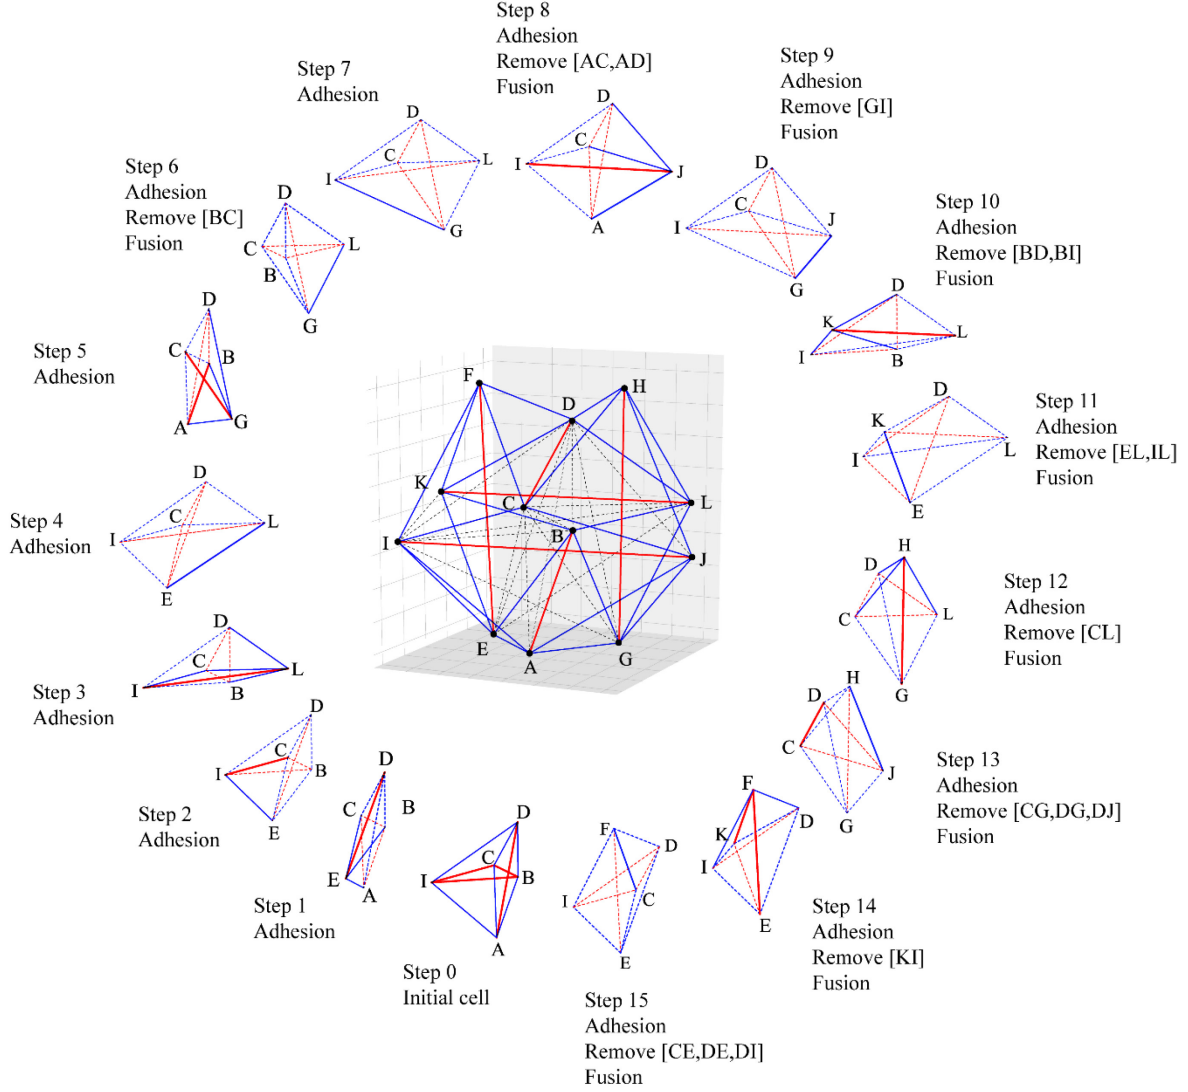 Step 8
Adhesion
Remove [AC,AD]
Fusion
D
C
I
J
A
Step 7
Adhesion
D
C
L
I
G
Step 9
Adhesion
Remove [GI]
Fusion
D
C
J
I
G
Step 6
Adhesion
Remove [BC]
Fusion
D
C
L
B
G
Step 10
Adhesion
Remove [BD,BI]
Fusion
D
K
L
I
B
Step 5
Adhesion
D
C
B
A
G
F
H
D
K
C
L
B
I
J
E
A
G
Step 11
Adhesion
Remove [EL,IL]
Fusion
D
K
L
I
E
Step 4
Adhesion
D
C
L
I
E
Step 12
Adhesion
Remove [CL]
Fusion
H
D
C
L
G
Step 3
Adhesion
D
C
L
I
B
Step 13
Adhesion
Remove [CG,DG,DJ]
Fusion
H
D
C
J
G
Step 2
Adhesion
D
C
B
I
E
Step 1
Adhesion
D
C
B
E
A
Step 0
Initial cell
D
C
I
B
A
Step 15
Adhesion
Remove [CE,DE,DI]
Fusion
F
D
I
C
E
Step 14
Adhesion
Remove [KI]
Fusion
F
D
K
I
E